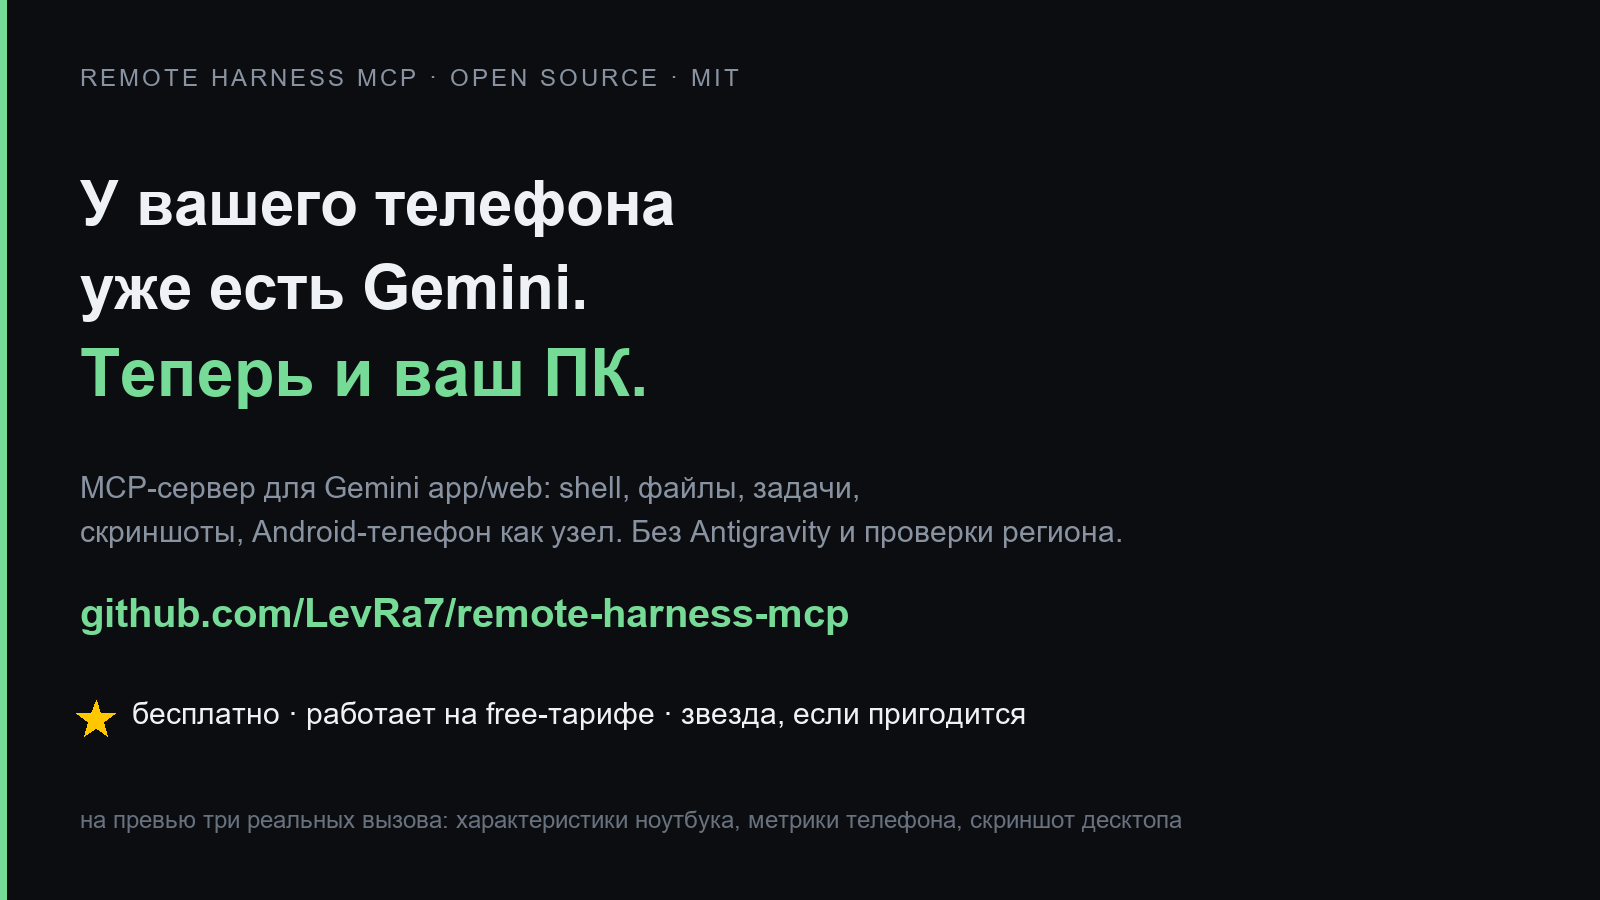 REMOTE HARNESS MCP · OPEN SOURCE · MIT
У вашего телефона
уже есть Gemini.
Теперь и ваш ПК.
MCP-сервер для Gemini app/web: shell, файлы, задачи,
скриншоты, Android-телефон как узел. Без Antigravity и проверки региона.
github.com/LevRa7/remote-harness-mcp
бесплатно · работает на free-тарифе · звезда, если пригодится
на превью три реальных вызова: характеристики ноутбука, метрики телефона, скриншот десктопа